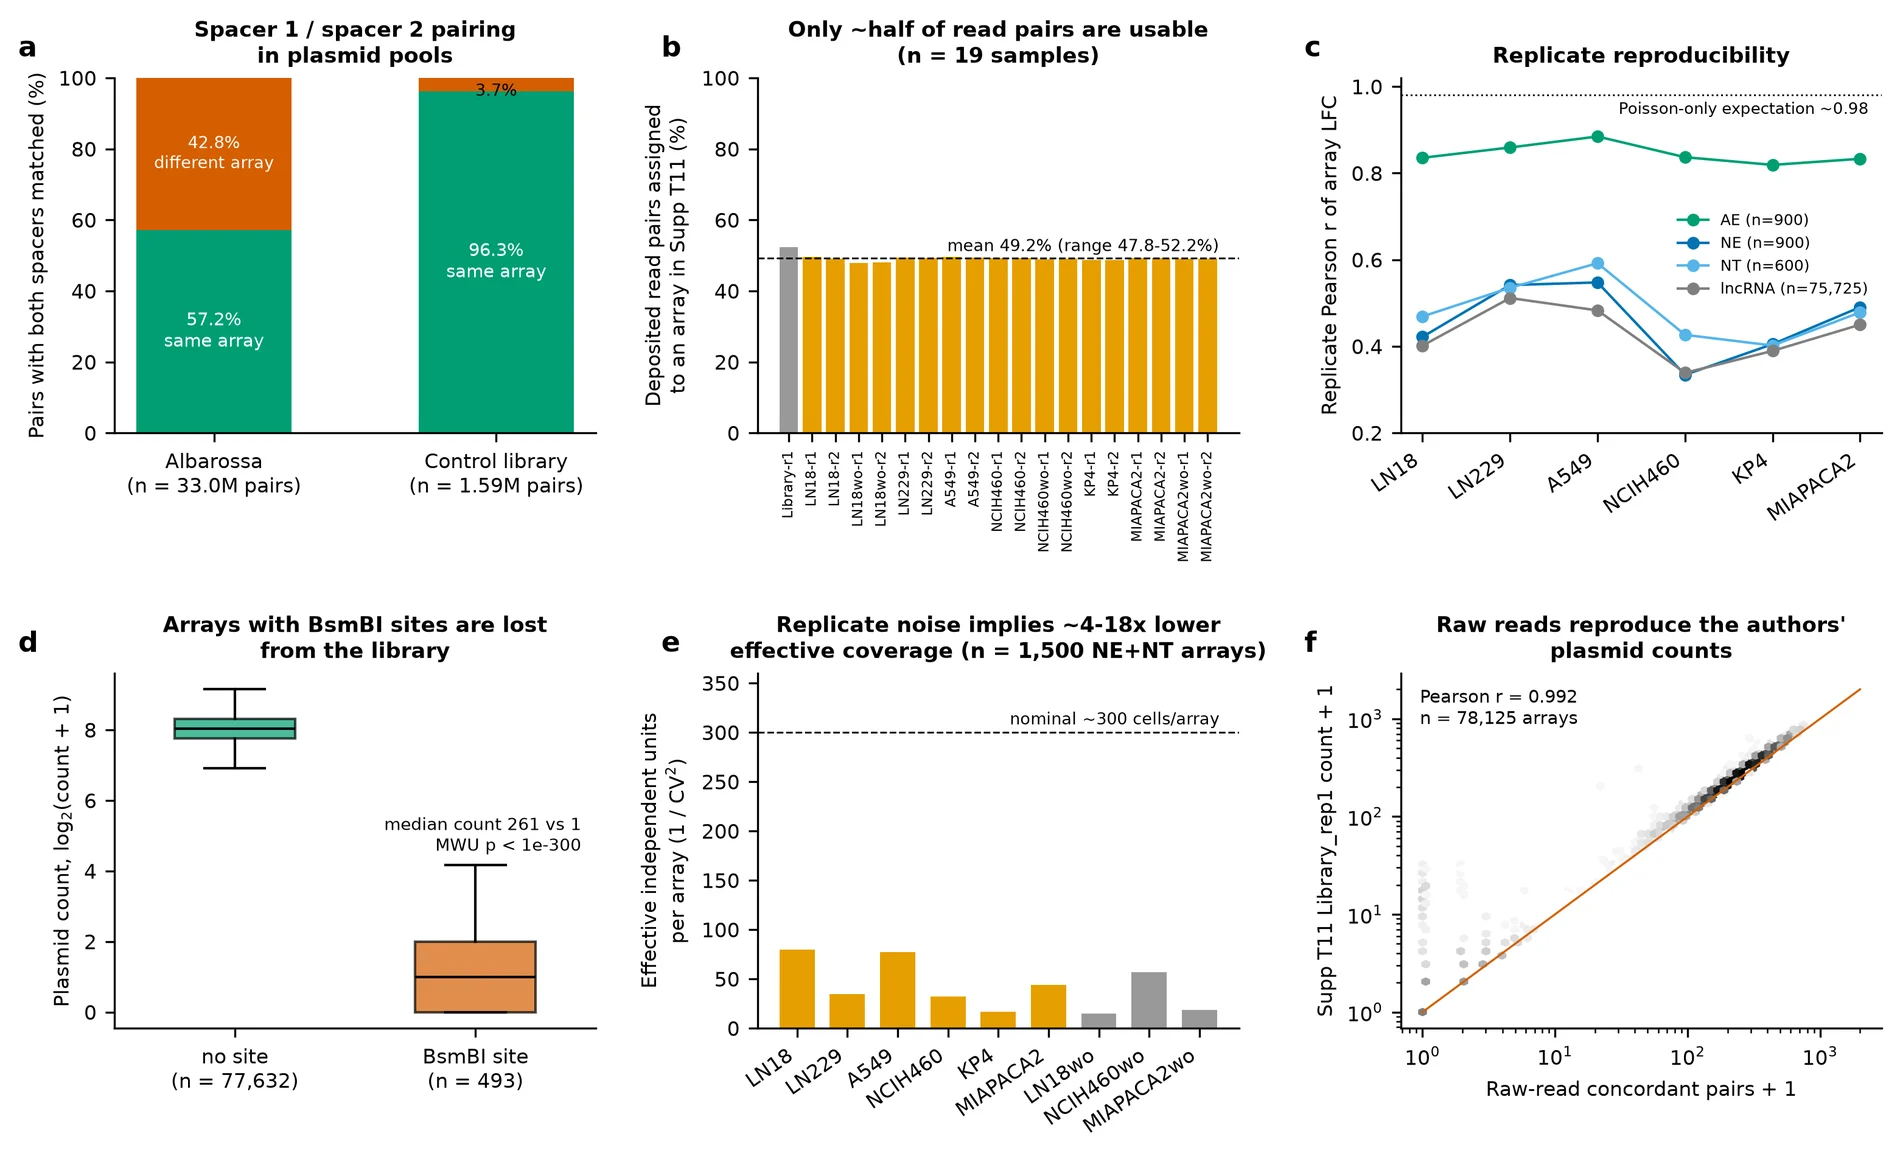 a
Spacer 1 / spacer 2 pairing
in plasmid pools
Pairs with both spacers matched (%)
100
80
60
40
20
0
42.8%
different array
57.2%
same array
3.7%
96.3%
same array
Albarossa
(n = 33.0M pairs)
Control library
(n = 1.59M pairs)
b
Only ~half of read pairs are usable
(n = 19 samples)
Deposited read pairs assigned
to an array in Supp T11 (%)
100
80
60
40
20
0
mean 49.2% (range 47.8-52.2%)
Library-r1
LN18-r1
LN18-r2
LN18wo-r1
LN18wo-r2
LN229-r1
LN229-r2
A549-r1
A549-r2
NCIH460-r1
NCIH460-r2
NCIH460wo-r1
NCIH460wo-r2
KP4-r1
KP4-r2
MIAPACA2-r1
MIAPACA2-r2
MIAPACA2wo-r1
MIAPACA2wo-r2
c
Replicate reproducibility
Replicate Pearson r of array LFC
1.0
0.8
0.6
0.4
0.2
Poisson-only expectation ~0.98
AE (n=900)
NE (n=900)
NT (n=600)
lncRNA (n=75,725)
LN18
LN229
A549
NCIH460
KP4
MIAPACA2
d
Arrays with BsmBI sites are lost
from the library
Plasmid count, log₂(count + 1)
8
6
4
2
0
median count 261 vs 1
MWU p < 1e-300
no site
(n = 77,632)
BsmBI site
(n = 493)
e
Replicate noise implies ~4-18x lower
effective coverage (n = 1,500 NE+NT arrays)
Effective independent units
per array (1 / CV²)
350
300
250
200
150
100
50
0
nominal ~300 cells/array
LN18
LN229
A549
NCIH460
KP4
MIAPACA2
LN18wo
NCIH460wo
MIAPACA2wo
f
Raw reads reproduce the authors'
plasmid counts
Supp T11 Library_rep1 count + 1
10³
10²
10¹
10⁰
Pearson r = 0.992
n = 78,125 arrays
10⁰
10¹
10²
10³
Raw-read concordant pairs + 1